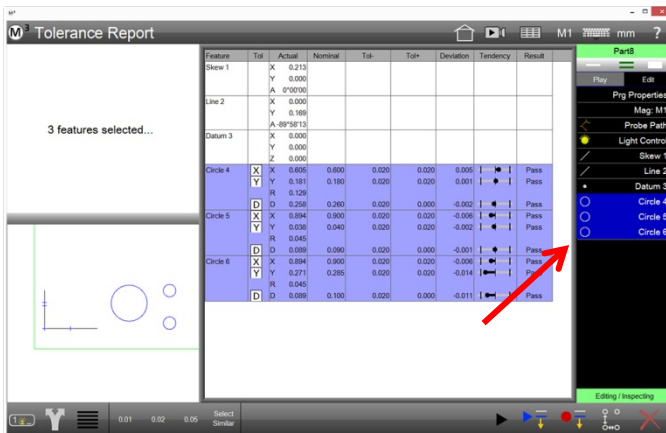 M³
M³ Tolerance Report
M1
mm
?
3 features selected...
Feature Tol Actual Nominal Tol- Tol+ Deviation Tendency Result
Skew 1 X 0.213
Y 0.000
A 0°00'00
Line 2 X 0.000
Y 0.169
A -89°58'13
Datum 3 X 0.000
Y 0.000
Z 0.000
Circle 4 X X 0.605 0.600 0.020 0.020 0.005 Pass
Y Y 0.181 0.180 0.020 0.020 0.001 Pass
R 0.129
D D 0.258 0.260 0.020 0.000 -0.002 Pass
Circle 5 X X 0.894 0.900 0.020 0.020 -0.006 Pass
Y Y 0.038 0.040 0.020 0.020 -0.002 Pass
R 0.045
D D 0.089 0.090 0.020 0.000 -0.001 Pass
Circle 6 X X 0.894 0.900 0.020 0.020 -0.006 Pass
Y Y 0.271 0.285 0.020 0.020 -0.014 Pass
R 0.045
D D 0.089 0.100 0.020 0.000 -0.011 Pass
Part8
Play Edit
Prg Properties
Mag: M1
Probe Path
Light Control
Skew 1
Line 2
Datum 3
Circle 4
Circle 5
Circle 6
Editing / Inspecting
1
0.01 0.02 0.05
Select
Similar